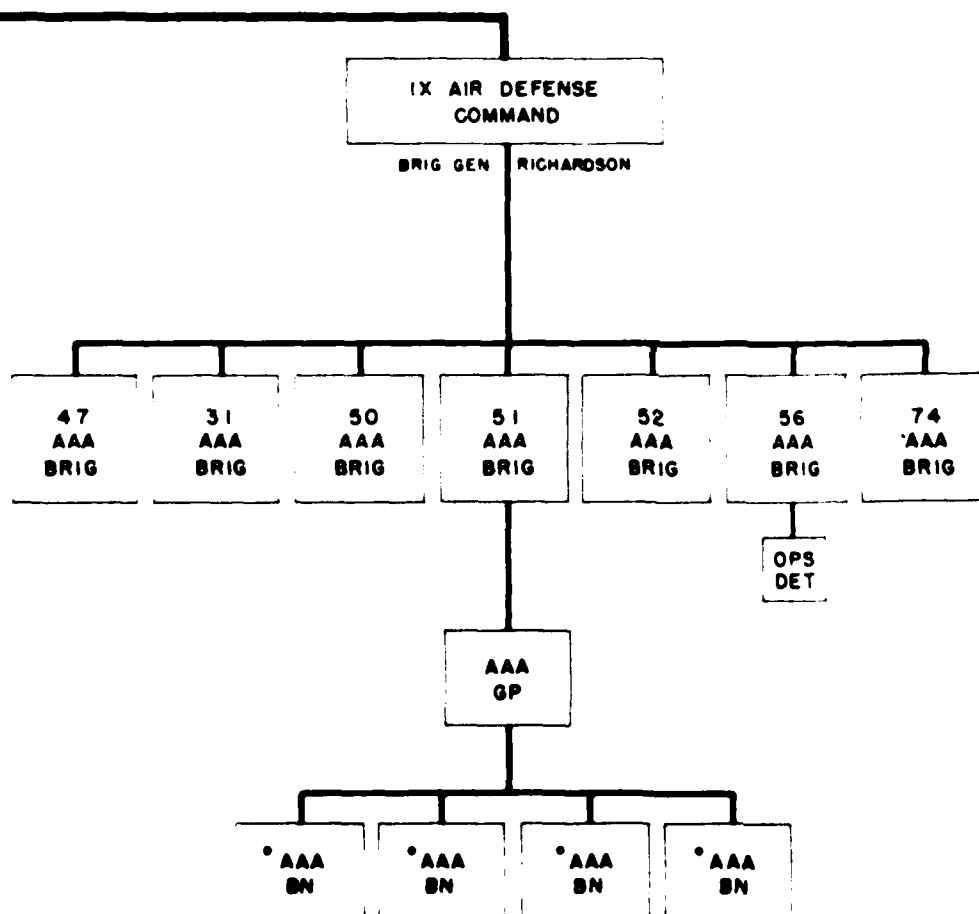 IX AIR DEFENSE
COMMAND
BRIG GEN RICHARDSON
47
AAA
BRIG
31
AAA
BRIG
50
AAA
BRIG
51
AAA
BRIG
52
AAA
BRIG
56
AAA
BRIG
74
AAA
BRIG
OPS
DET
AAA
GP
• AAA
BN
• AAA
BN
• AAA
BN
• AAA
BN